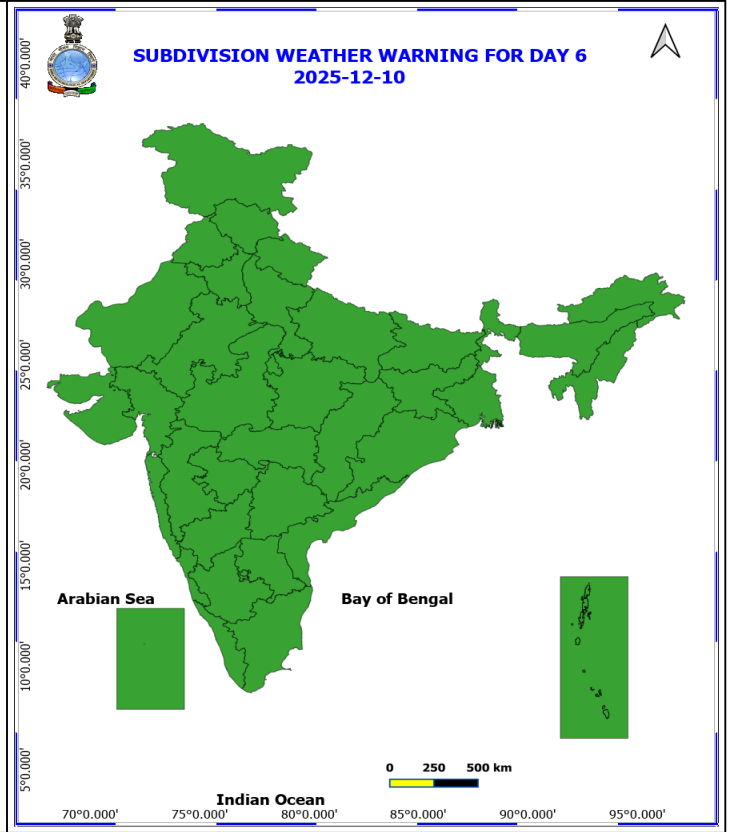 SUBDIVISION WEATHER WARNING FOR DAY 6
2025-12-10
40°0.000'
35°0.000'
30°0.000'
25°0.000'
20°0.000'
15°0.000'
10°0.000'
5°0.000'
Arabian Sea
Bay of Bengal
0 250 500 km
Indian Ocean
70°0.000' 75°0.000' 80°0.000' 85°0.000' 90°0.000' 95°0.000'